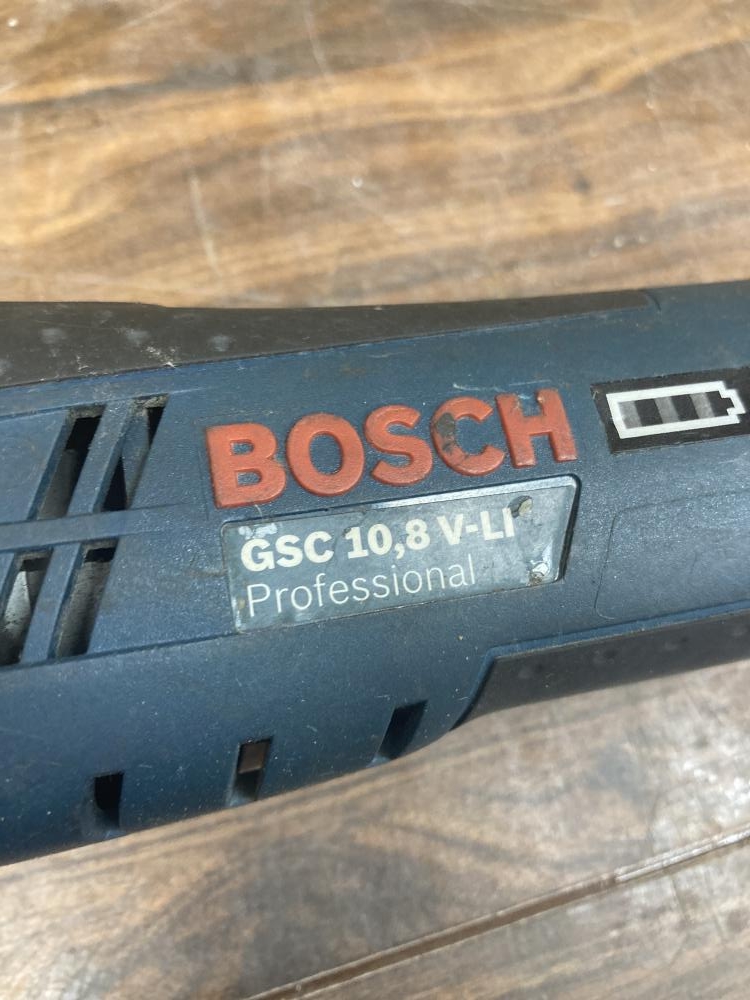 BOSCH
GSC 10,8 V-LI
Professional